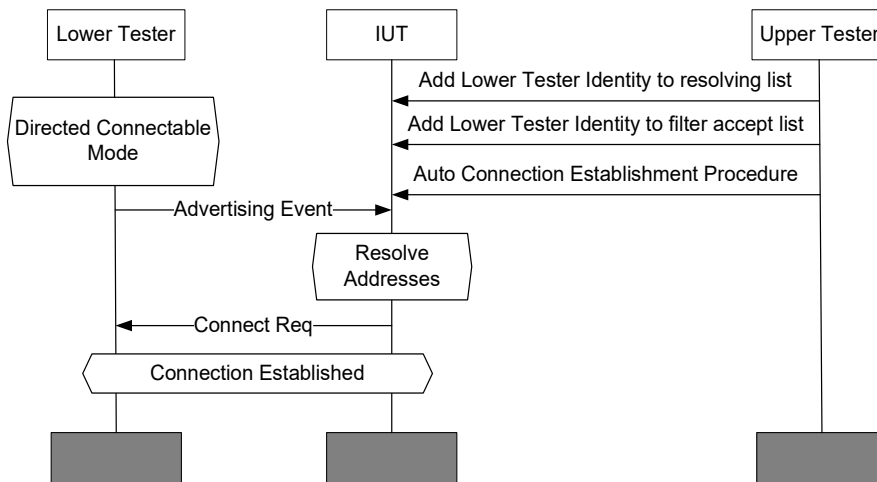 Lower Tester
IUT
Upper Tester
Add Lower Tester Identity to resolving list
Directed Connectable
Mode
Add Lower Tester Identity to filter accept list
Auto Connection Establishment Procedure
Advertising Event
Resolve
Addresses
Connect Req
Connection Established